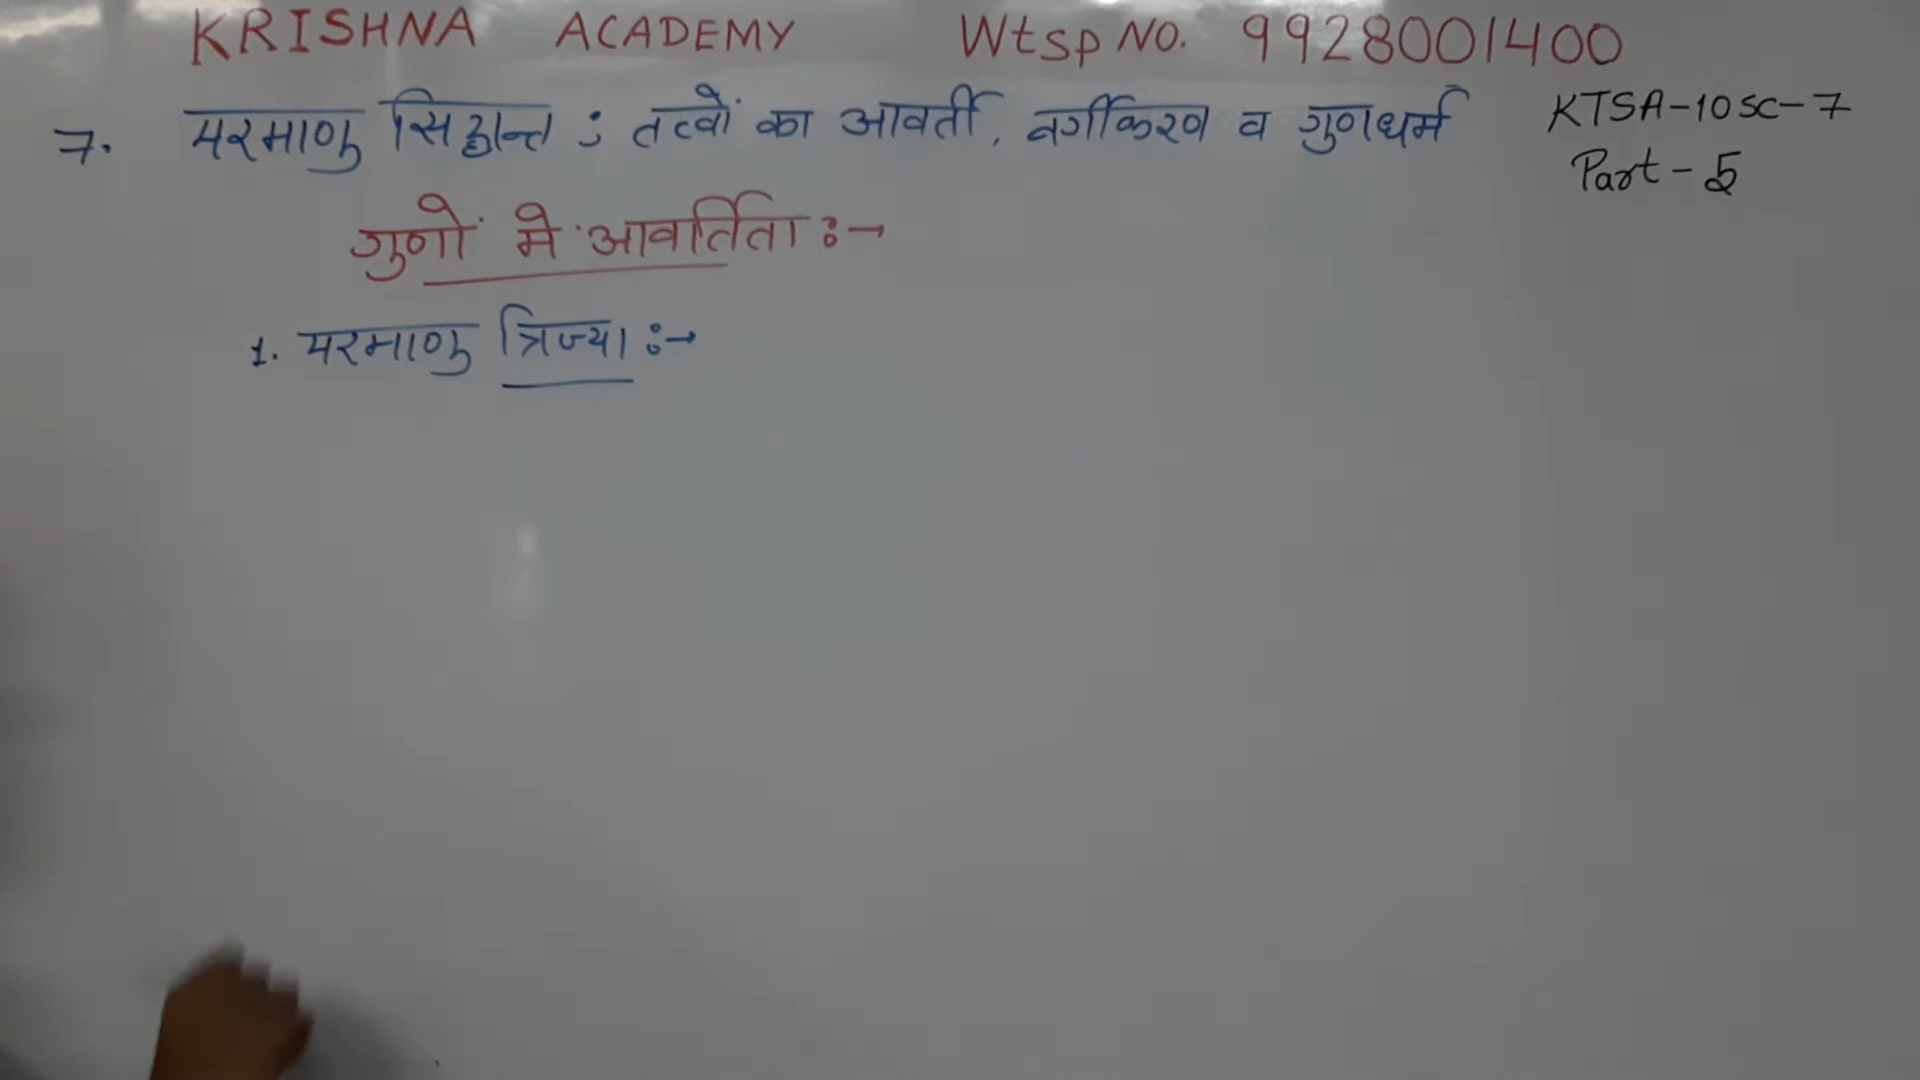 KRISHNA ACADEMY Wtsp NO. 9928001400
7. परमाणु सिद्धान्त : तत्वों का आवर्ती, वर्गीकरण व गुणधर्म KTSA-10SC-7
Part-5
गुणों में आवर्तिता :→
1. परमाणु त्रिज्या :→